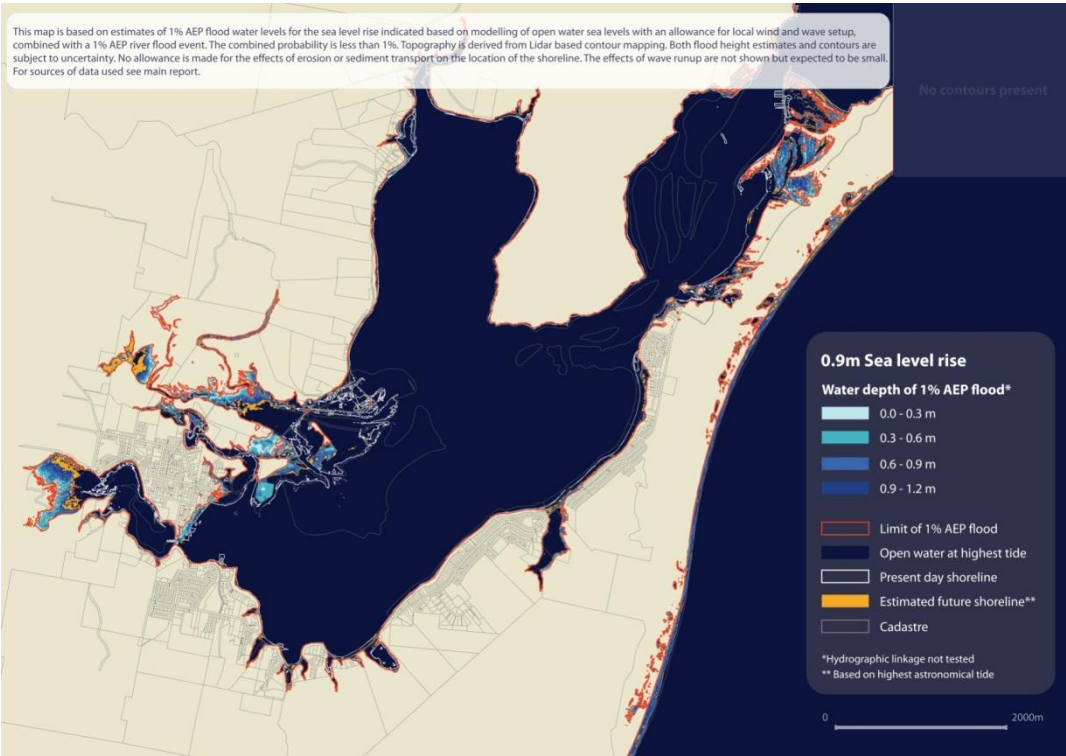 This map is based on estimates of 1% AEP flood water levels for the sea level rise indicated based on modelling of open water sea levels with an allowance for local wind and wave setup,
combined with a 1% AEP river flood event. The combined probability is less than 1%. Topography is derived from Lidar based contour mapping. Both flood height estimates and contours are
subject to uncertainty. No allowance is made for the effects of erosion or sediment transport on the location of the shoreline. The effects of wave runup are not shown but expected to be small.
For sources of data used see main report.
No contours present
0.9m Sea level rise
Water depth of 1% AEP flood*
0.0 - 0.3 m
0.3 - 0.6 m
0.6 - 0.9 m
0.9 - 1.2 m
Limit of 1% AEP flood
Open water at highest tide
Present day shoreline
Estimated future shoreline**
Cadastre
*Hydrographic linkage not tested
** Based on highest astronomical tide
0 2000m